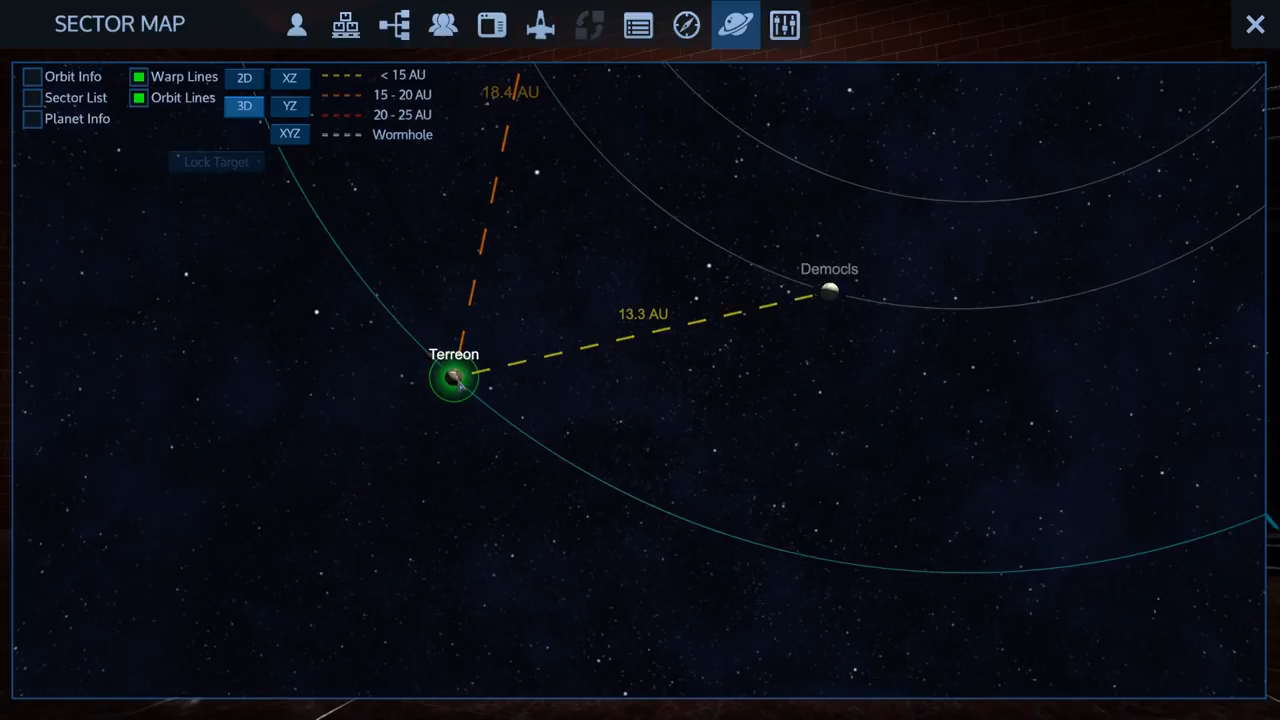 SECTOR MAP
Orbit Info
Warp Lines
2D
XZ
< 15 AU
Sector List
Orbit Lines
3D
YZ
15 - 20 AU
Planet Info
20 - 25 AU
XYZ
Wormhole
Lock Target
18.4 AU
Democls
13.3 AU
Terreon